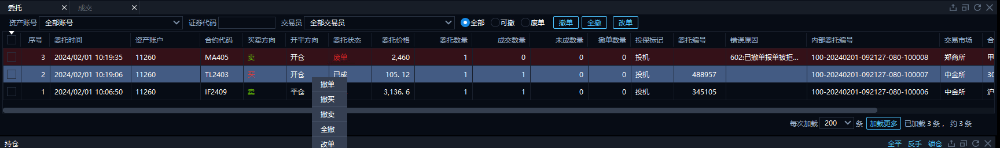 委托 成交
资产账号 全部账号 证券代码 交易员 全部交易员 全部 可撤 废单 撤单 全撤 改单
序号 委托时间 资产账户 合约代码 买卖方向 开平方向 委托状态 委托价格 委托数量 成交数量 未成数量 撤单数量 投保标记 委托编号 错误原因 内部委托编号 交易市场 合
3 2024/02/01 10:19:35 11260 MA405 卖 开仓 废单 2,460 1 0 0 0 投机 602:已撤单报单被拒... 100-20240201-092127-080-100008 郑商所 甲
2 2024/02/01 10:19:06 11260 TL2403 买 开仓 已成 105.12 1 1 0 0 投机 488957 100-20240201-092127-080-100007 中金所 30
1 2024/02/01 10:06:50 11260 IF2409 卖 平仓 3,136.6 1 1 0 0 投机 345105 100-20240201-092127-080-100006 中金所 沪
撤单
撤买
撤卖
全撤
改单
每次加载 200 条 加载更多 已加载 3 条， 约 3 条
持仓 全平 反手 锁仓